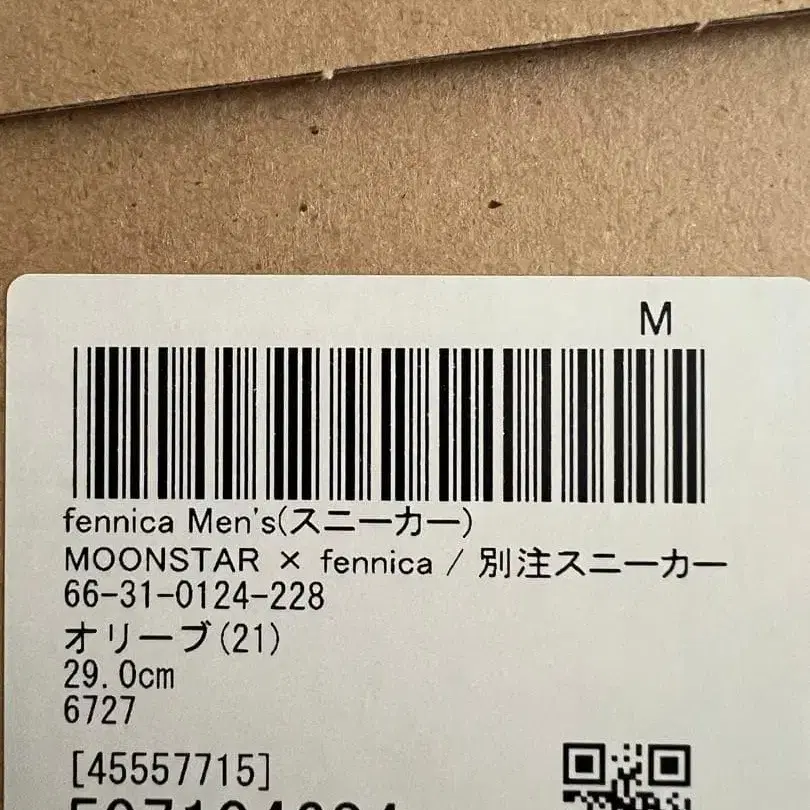 M
fennica Men's(スニーカー)
MOONSTAR × fennica / 別注スニーカー
66-31-0124-228
オリーブ(21)
29.0cm
6727
[45557715]